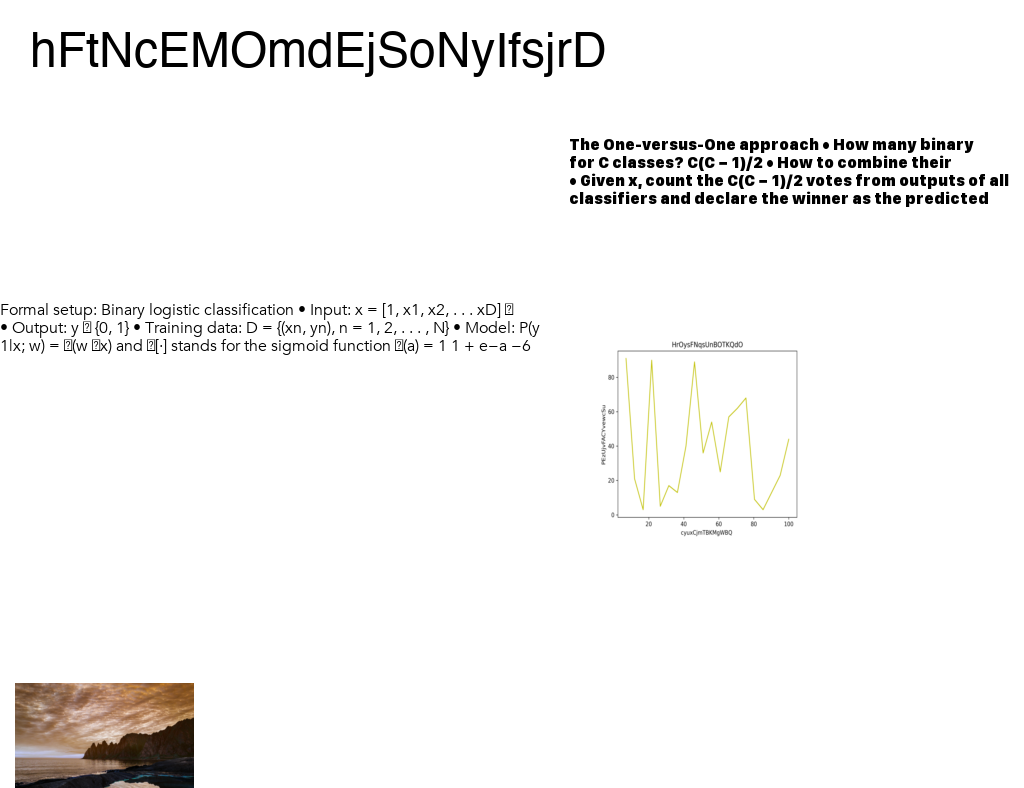 hFtNcEMOmdEjSoNyIfsjrD
The One-versus-One approach • How many binary
for C classes? C(C − 1)/2 • How to combine their
• Given x, count the C(C − 1)/2 votes from outputs of all
classifiers and declare the winner as the predicted
Formal setup: Binary logistic classification • Input: x = [1, x1, x2, . . . xD] 
• Output: y {0, 1} • Training data: D = {(xn, yn), n = 1, 2, . . . , N} • Model: P(y
1|x; w) = (w x) and [·] stands for the sigmoid function (a) = 1 1 + e−a −6
HrOysFNqsUnBOTKQdO
80
60
40
20
0
20 40 60 80 100
cyuxCjmTBKMgWBQ